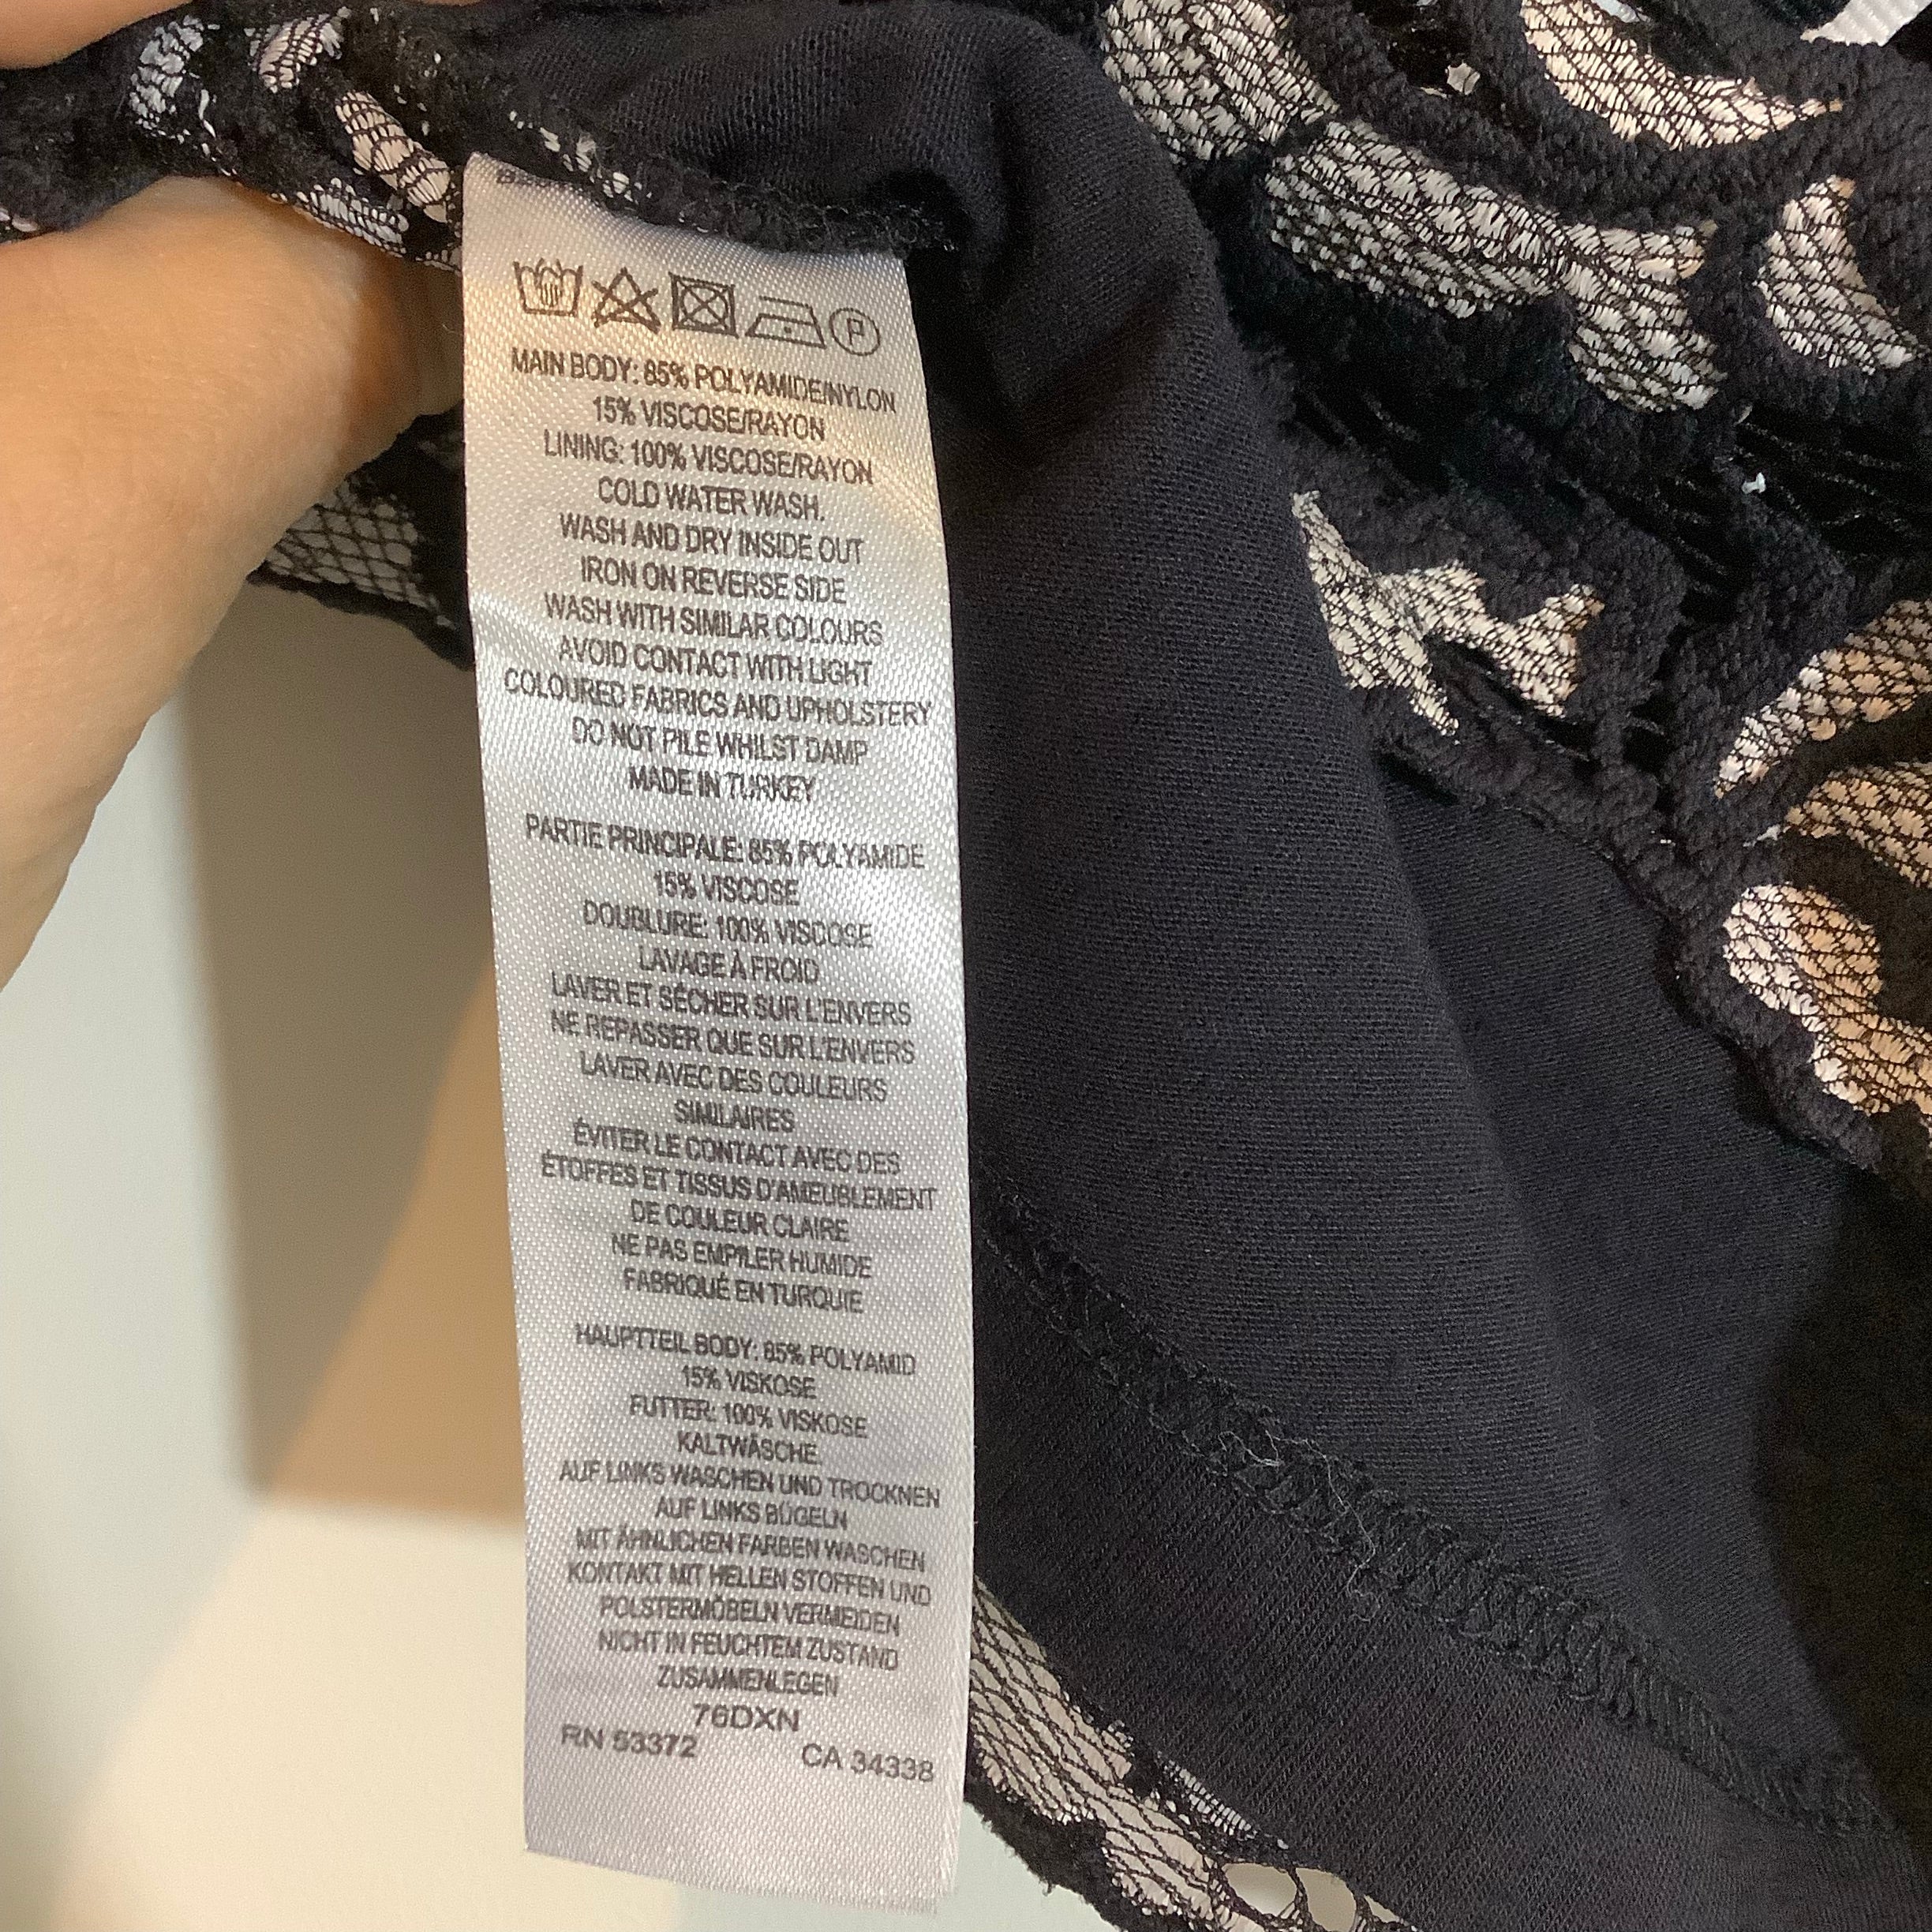 P
MAIN BODY: 85% POLYAMIDE/NYLON
15% VISCOSE/RAYON
LINING: 100% VISCOSE/RAYON
COLD WATER WASH.
WASH AND DRY INSIDE OUT
IRON ON REVERSE SIDE
WASH WITH SIMILAR COLOURS
AVOID CONTACT WITH LIGHT
COLOURED FABRICS AND UPHOLSTERY
DO NOT PILE WHILST DAMP
MADE IN TURKEY
PARTIE PRINCIPALE: 85% POLYAMIDE
15% VISCOSE
DOUBLURE: 100% VISCOSE
LAVAGE À FROID
LAVER ET SÉCHER SUR L'ENVERS
NE REPASSER QUE SUR L'ENVERS
LAVER AVEC DES COULEURS
SIMILAIRES
ÉVITER LE CONTACT AVEC DES
ÉTOFFES ET TISSUS D'AMEUBLEMENT
DE COULEUR CLAIRE
NE PAS EMPILER HUMIDE
FABRIQUÉ EN TURQUIE
HAUPTTEIL BODY: 85% POLYAMID
15% VISKOSE
FUTTER: 100% VISKOSE
KALTWÄSCHE.
AUF LINKS WASCHEN UND TROCKNEN
AUF LINKS BÜGELN
MIT ÄHNLICHEN FARBEN WASCHEN
KONTAKT MIT HELLEN STOFFEN UND
POLSTERMÖBELN VERMEIDEN
NICHT IN FEUCHTEM ZUSTAND
ZUSAMMENLEGEN
76DXN
RN 53372 CA 34338